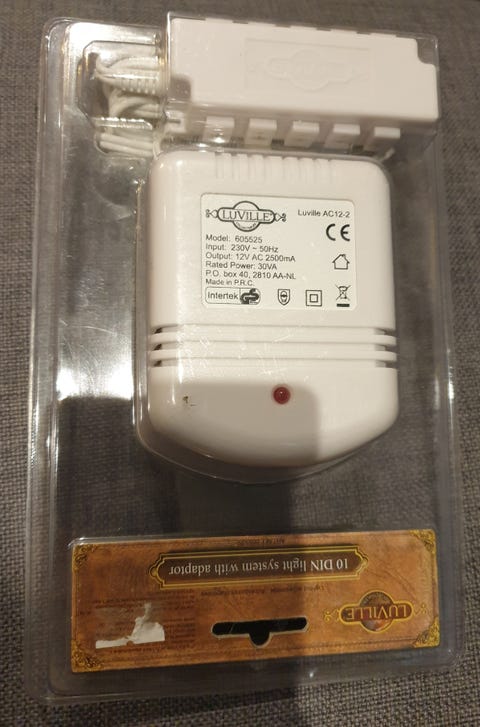 LUVILLE
Luville AC12-2
CE
Model: 605525
Input: 230V ~ 50Hz
Output: 12V AC 2500mA
Rated Power: 30VA
P.O. box 40, 2810 AA-NL
Made in P.R.C.
Intertek
10 DIN light system with adaptor
LUVILLE